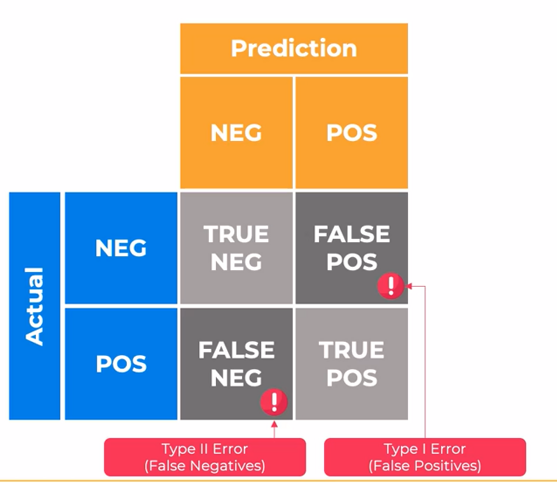 Prediction
NEG
POS
Actual
NEG
TRUE
NEG
FALSE
POS
!
POS
FALSE
NEG
!
TRUE
POS
Type II Error
(False Negatives)
Type I Error
(False Positives)